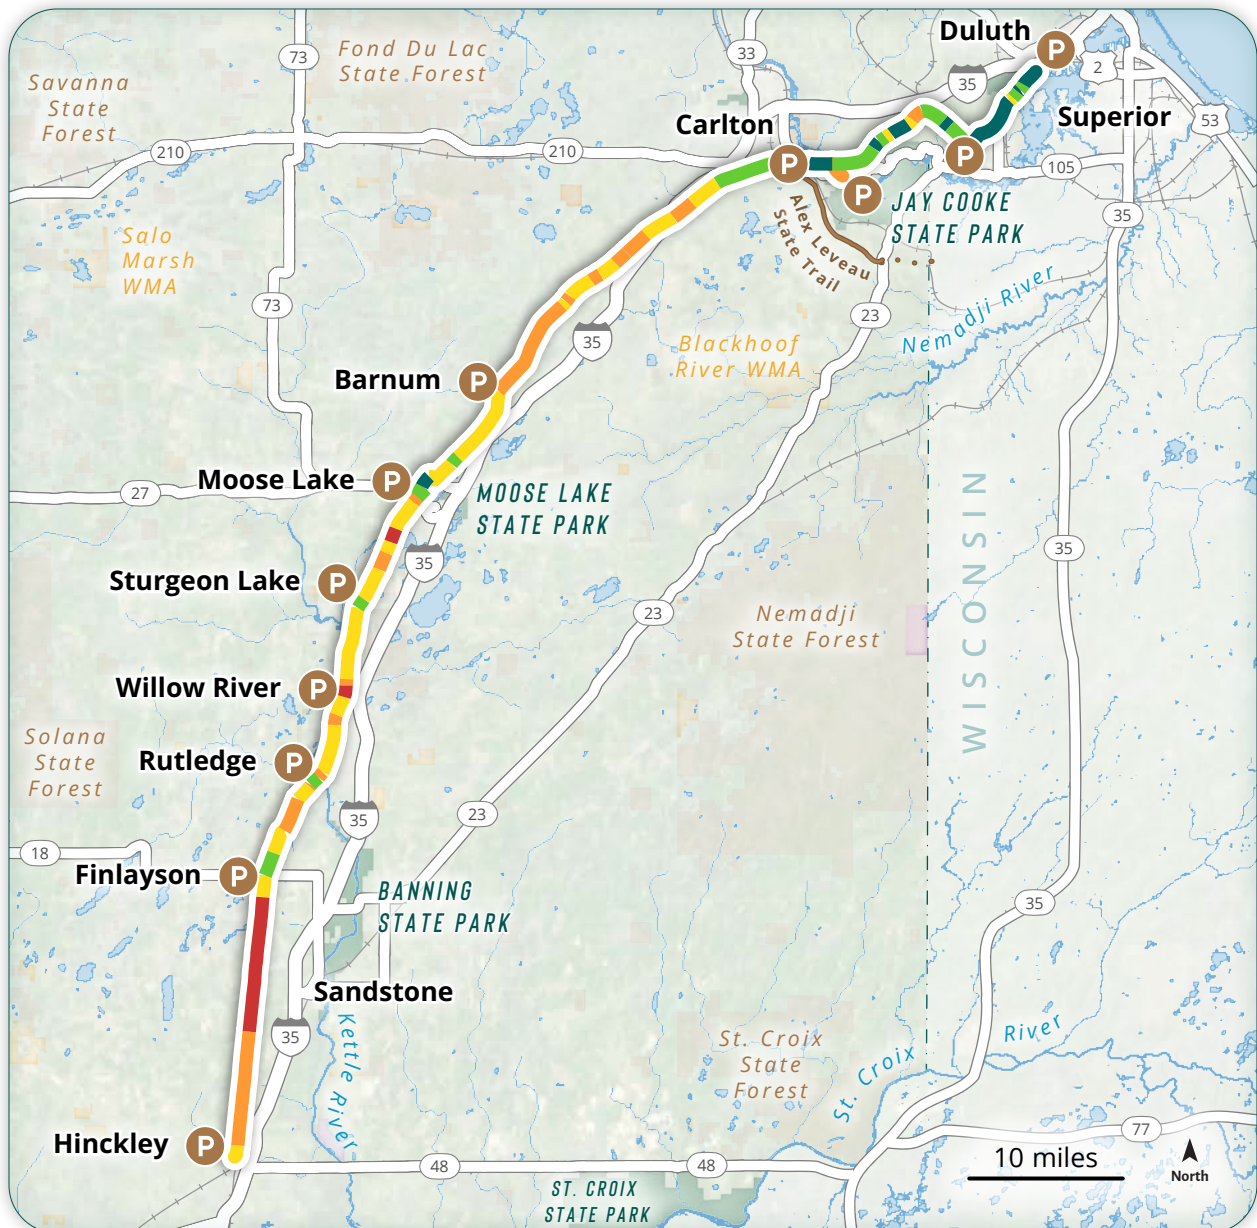 Duluth
P
73
Fond Du Lac
State Forest
33
35
2
Savanna
State
Forest
Carlton
Superior
53
210
210
P
P
105
P
JAY COOKE
STATE PARK
35
Alex Leveau
State Trail
Salo
Marsh
WMA
73
Nemadji River
23
35
Blackhoof
River WMA
Barnum
P
Moose Lake
P
27
MOOSE LAKE
STATE PARK
WISCONSIN
35
35
Sturgeon Lake
P
23
Nemadji
State Forest
Willow River
P
Solana
State
Forest
Rutledge
P
35
23
18
Finlayson
P
BANNING
STATE PARK
35
Sandstone
Kettle River
35
St. Croix
State
Forest
St. Croix
River
Hinckley
P
77
48
48
10 miles
North
ST. CROIX
STATE PARK